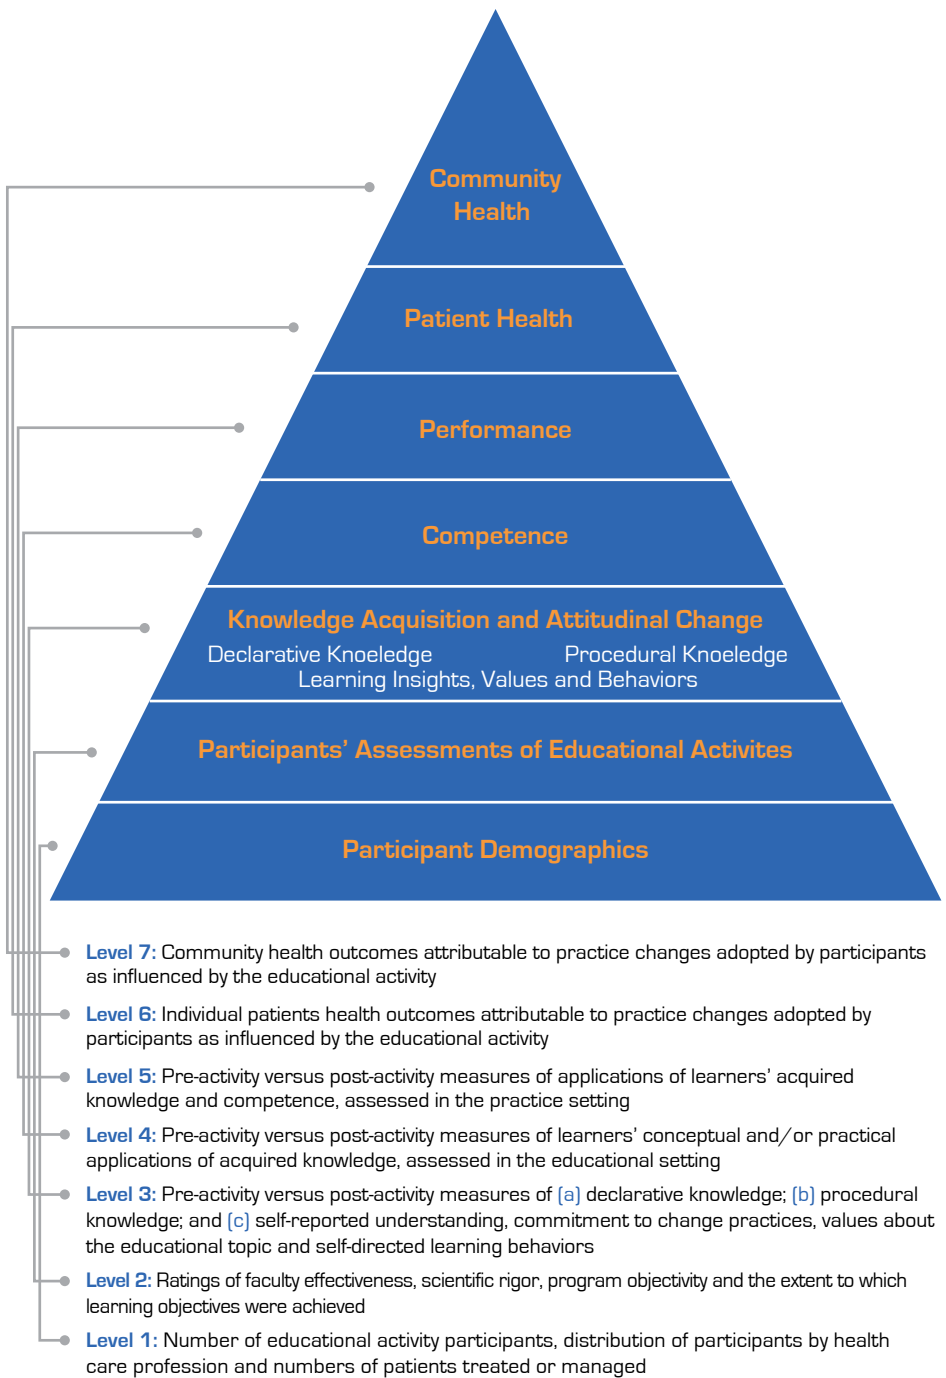 Community
Health
Patient Health
Performance
Competence
Knowledge Acquisition and Attitudinal Change
Declarative Knoeledge Procedural Knoeledge
Learning Insights, Values and Behaviors
Participants’ Assessments of Educational Activites
Participant Demographics
Level 7: Community health outcomes attributable to practice changes adopted by participants
as influenced by the educational activity
Level 6: Individual patients health outcomes attributable to practice changes adopted by
participants as influenced by the educational activity
Level 5: Pre-activity versus post-activity measures of applications of learners’ acquired
knowledge and competence, assessed in the practice setting
Level 4: Pre-activity versus post-activity measures of learners’ conceptual and/or practical
applications of acquired knowledge, assessed in the educational setting
Level 3: Pre-activity versus post-activity measures of (a) declarative knowledge; (b) procedural
knowledge; and (c) self-reported understanding, commitment to change practices, values about
the educational topic and self-directed learning behaviors
Level 2: Ratings of faculty effectiveness, scientific rigor, program objectivity and the extent to which
learning objectives were achieved
Level 1: Number of educational activity participants, distribution of participants by health
care profession and numbers of patients treated or managed